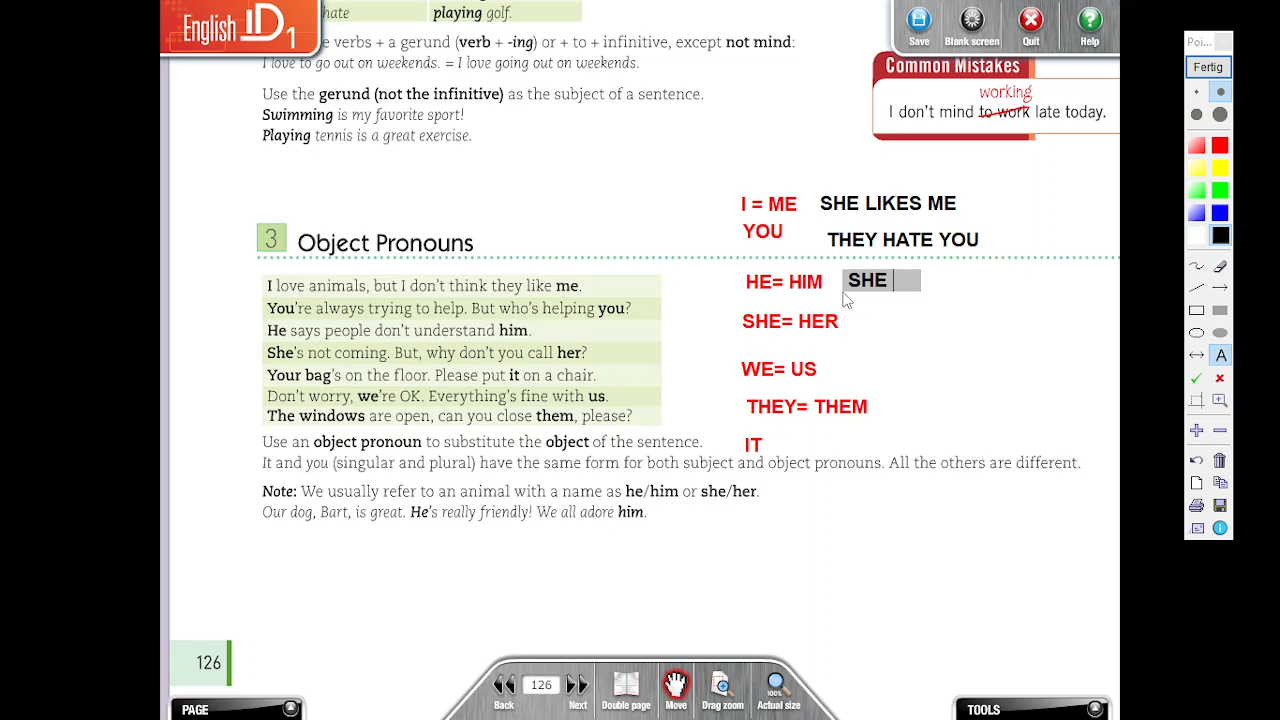 English ID 1
hate
playing golf.
Save
Blank screen
Quit
Help
Poi...
Fertig
verbs + a gerund (verb + -ing) or + to + infinitive, except not mind:
I love to go out on weekends. = I love going out on weekends.
Common Mistakes
working
I don't mind to work late today.
Use the gerund (not the infinitive) as the subject of a sentence.
Swimming is my favorite sport!
Playing tennis is a great exercise.
I = ME SHE LIKES ME
YOU THEY HATE YOU
3 Object Pronouns
HE= HIM SHE
SHE= HER
WE= US
THEY= THEM
IT
I love animals, but I don't think they like me.
You're always trying to help. But who's helping you?
He says people don't understand him.
She's not coming. But, why don't you call her?
Your bag's on the floor. Please put it on a chair.
Don't worry, we're OK. Everything's fine with us.
The windows are open, can you close them, please?
Use an object pronoun to substitute the object of the sentence.
It and you (singular and plural) have the same form for both subject and object pronouns. All the others are different.
Note: We usually refer to an animal with a name as he/him or she/her.
Our dog, Bart, is great. He's really friendly! We all adore him.
A
126
PAGE
Back
126
Next
Double page
Move
Drag zoom
100%
Actual size
TOOLS